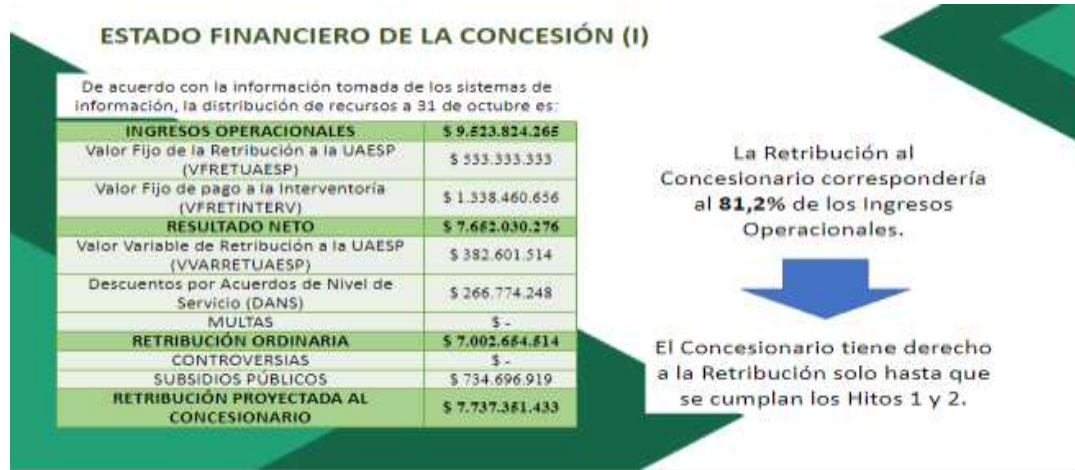 ESTADO FINANCIERO DE LA CONCESIÓN (I)
De acuerdo con la información tomada de los sistemas de
información, la distribución de recursos a 31 de octubre es:
INGRESOS OPERACIONALES $ 9.523.824.265
Valor Fijo de la Retribución a la UAESP
(VFRETUAESP) $ 533.333.333
Valor Fijo de pago a la Interventoría
(VFRETINTERV) $ 1.338.460.656
RESULTADO NETO $ 7.652.030.276
Valor Variable de Retribución a la UAESP
(VVARRETUAESP) $ 382.601.514
Descuentos por Acuerdos de Nivel de
Servicio (DANS) $ 266.774.248
MULTAS $ -
RETRIBUCIÓN ORDINARIA $ 7.002.654.514
CONTROVERSIAS $ -
SUBSIDIOS PÚBLICOS $ 734.696.919
RETRIBUCIÓN PROYECTADA AL
CONCESIONARIO $ 7.737.351.433
La Retribución al
Concesionario correspondería
al 81,2% de los Ingresos
Operacionales.
El Concesionario tiene derecho
a la Retribución solo hasta que
se cumplan los Hitos 1 y 2.